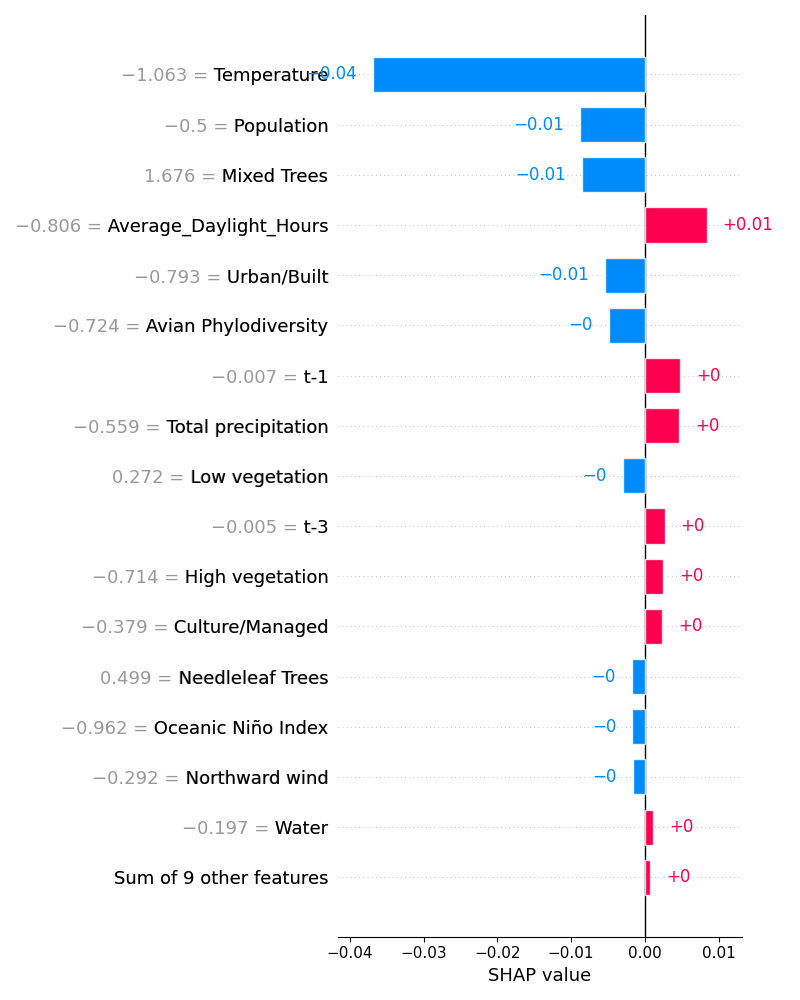 −1.063 = Temperature −0.04
−0.5 = Population −0.01
1.676 = Mixed Trees −0.01
−0.806 = Average_Daylight_Hours +0.01
−0.793 = Urban/Built −0.01
−0.724 = Avian Phylodiversity −0
−0.007 = t-1 +0
−0.559 = Total precipitation +0
0.272 = Low vegetation −0
−0.005 = t-3 +0
−0.714 = High vegetation +0
−0.379 = Culture/Managed +0
0.499 = Needleleaf Trees −0
−0.962 = Oceanic Niño Index −0
−0.292 = Northward wind −0
−0.197 = Water +0
Sum of 9 other features +0
−0.04 −0.03 −0.02 −0.01 0.00 0.01
SHAP value